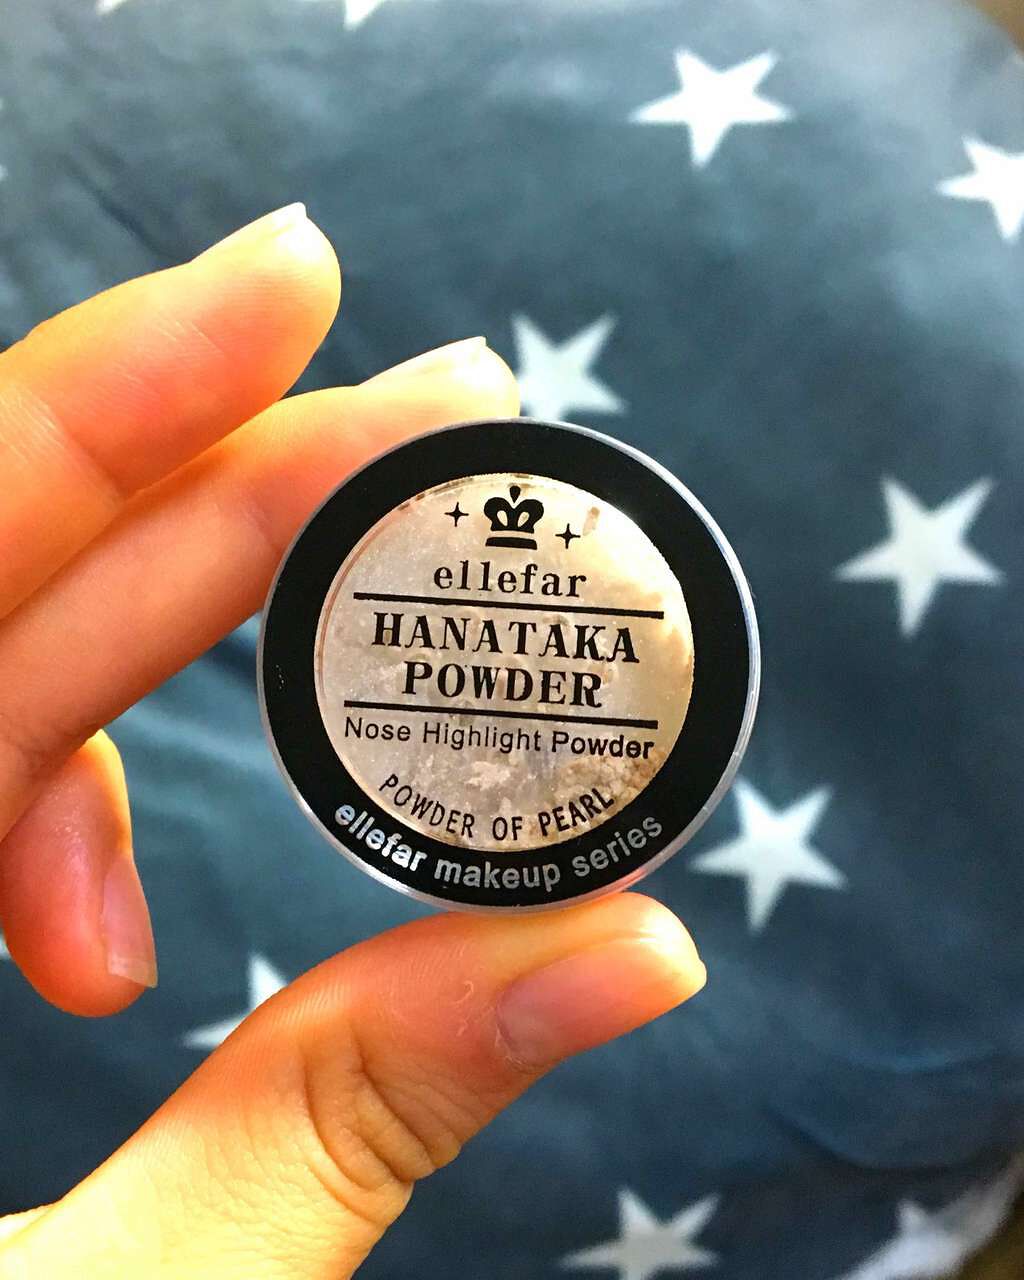 ellefar
HANATAKA
POWDER
Nose Highlight Powder
POWDER OF PEARL
ellefar makeup series